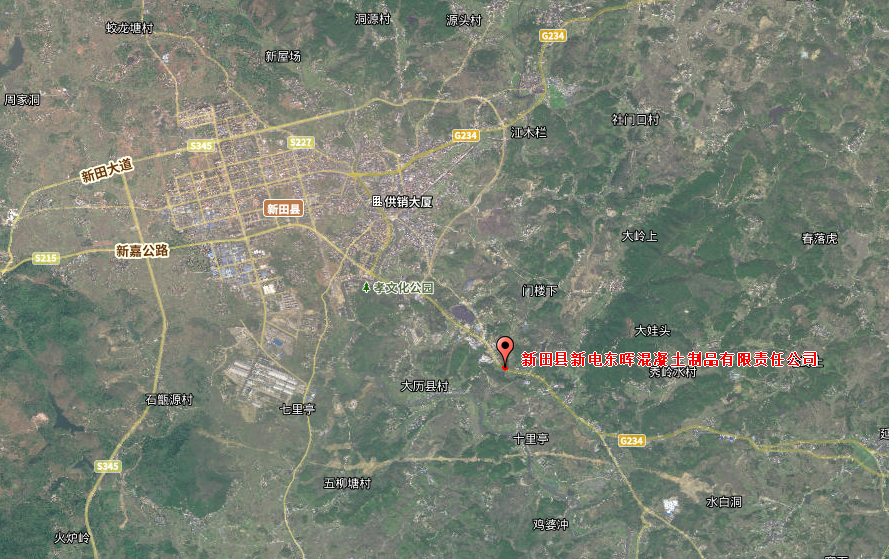 洞源村
源头村
蛟龙塘村
G234
新屋场
周家洞
社门口村
江木栏
G234
S227
S345
新田大道
供销大厦
新田县
大岭上
春落虎
新嘉公路
S215
孝文化公园
门楼下
大娃头
新田县新电东晖混凝土制品有限责任公司
秀岭水村
大历县村
石甑源村
七里亭
十里亭
G234
S345
五柳塘村
水白洞
鸡婆冲
火炉岭